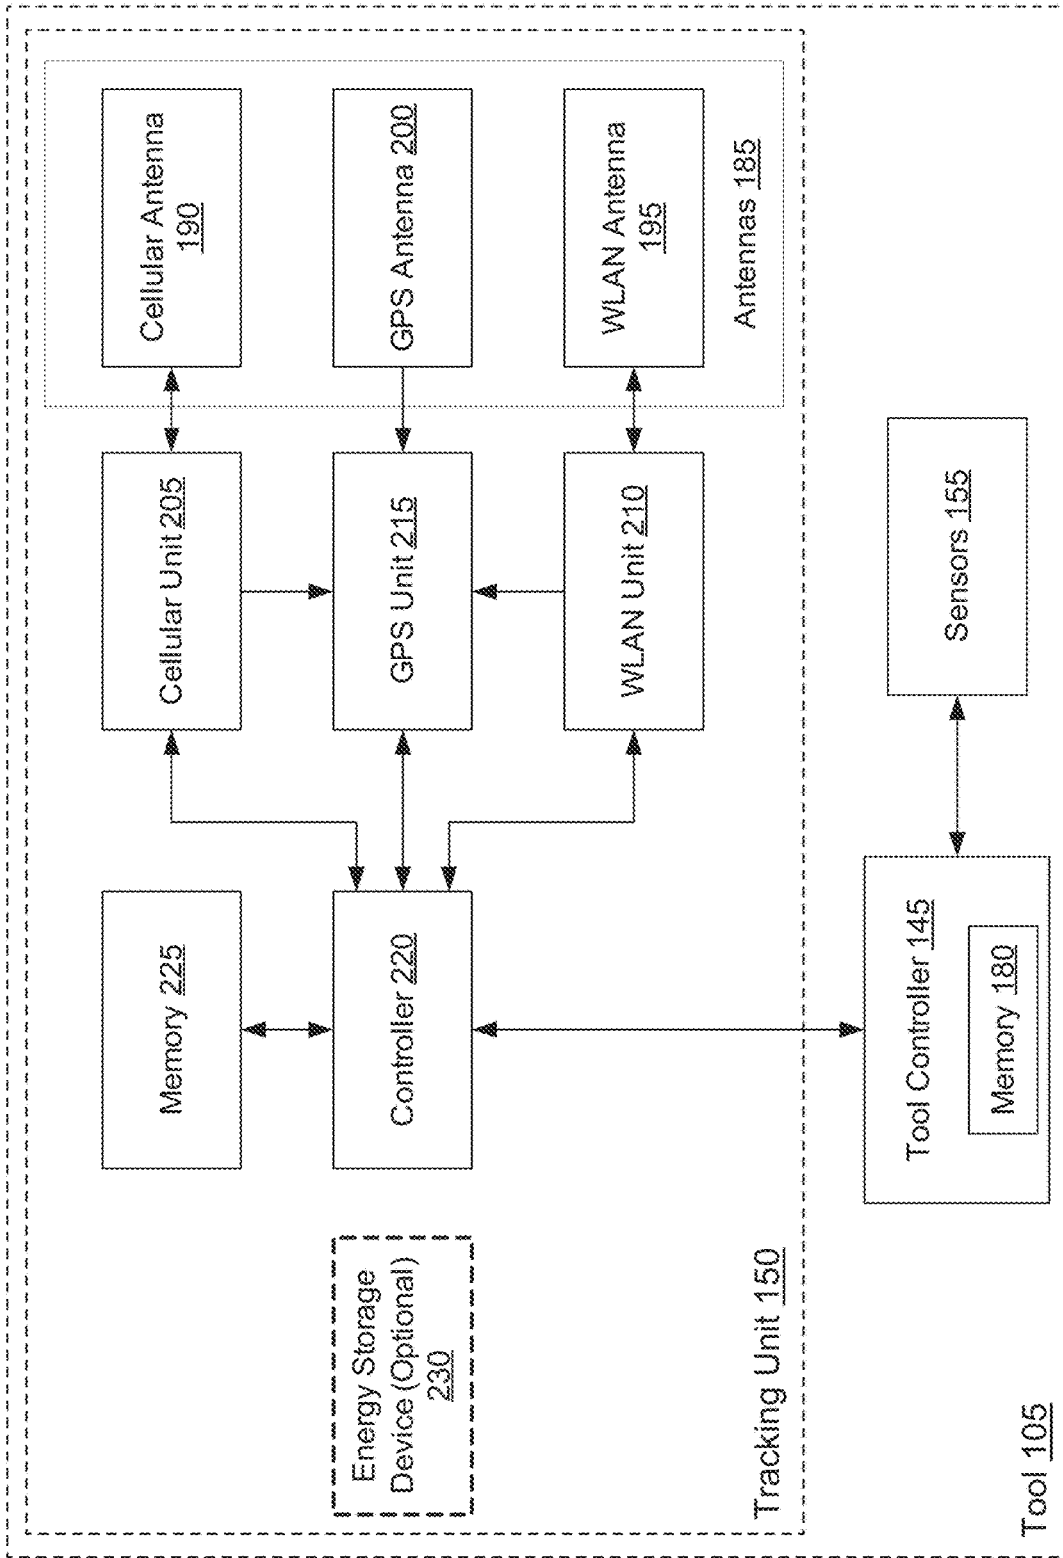 Energy Storage
Device (Optional)
230
Memory 225
Controller 220
Cellular Unit 205
GPS Unit 215
WLAN Unit 210
Cellular Antenna
190
GPS Antenna 200
WLAN Antenna
195
Antennas 185
Tracking Unit 150
Tool Controller 145
Memory 180
Sensors 155
Tool 105